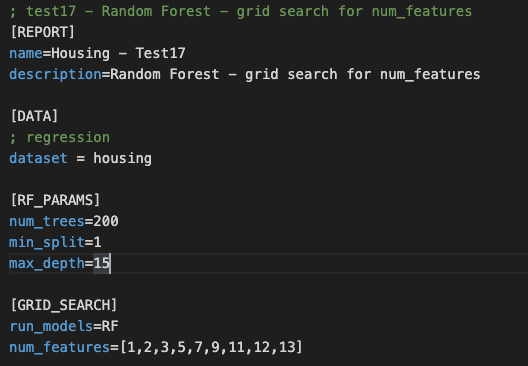 ; test17 - Random Forest - grid search for num_features
[REPORT]
name=Housing - Test17
description=Random Forest - grid search for num_features
[DATA]
; regression
dataset = housing
[RF_PARAMS]
num_trees=200
min_split=1
max_depth=15
[GRID_SEARCH]
run_models=RF
num_features=[1,2,3,5,7,9,11,12,13]